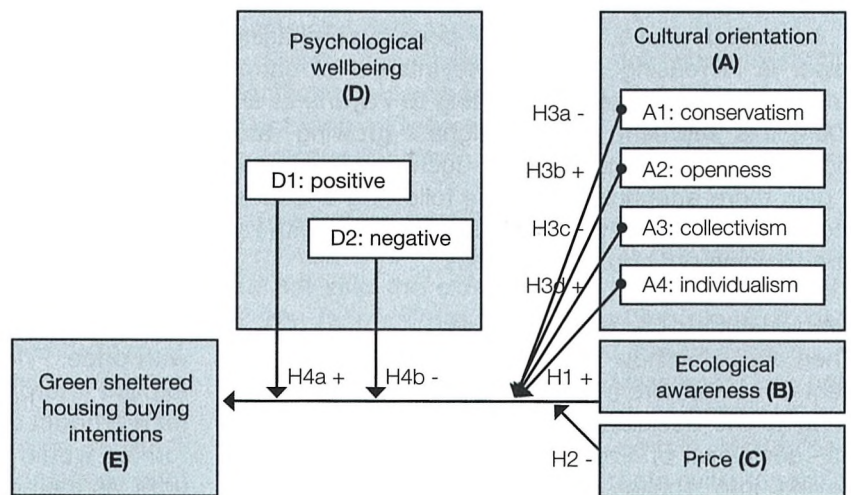 Psychological
wellbeing
(D)
D1: positive
D2: negative
Cultural orientation
(A)
H3a -
A1: conservatism
H3b +
A2: openness
H3c -
A3: collectivism
H3d +
A4: individualism
Green sheltered
housing buying
intentions
(E)
H4a +
H4b -
H1 +
Ecological
awareness (B)
H2 -
Price (C)